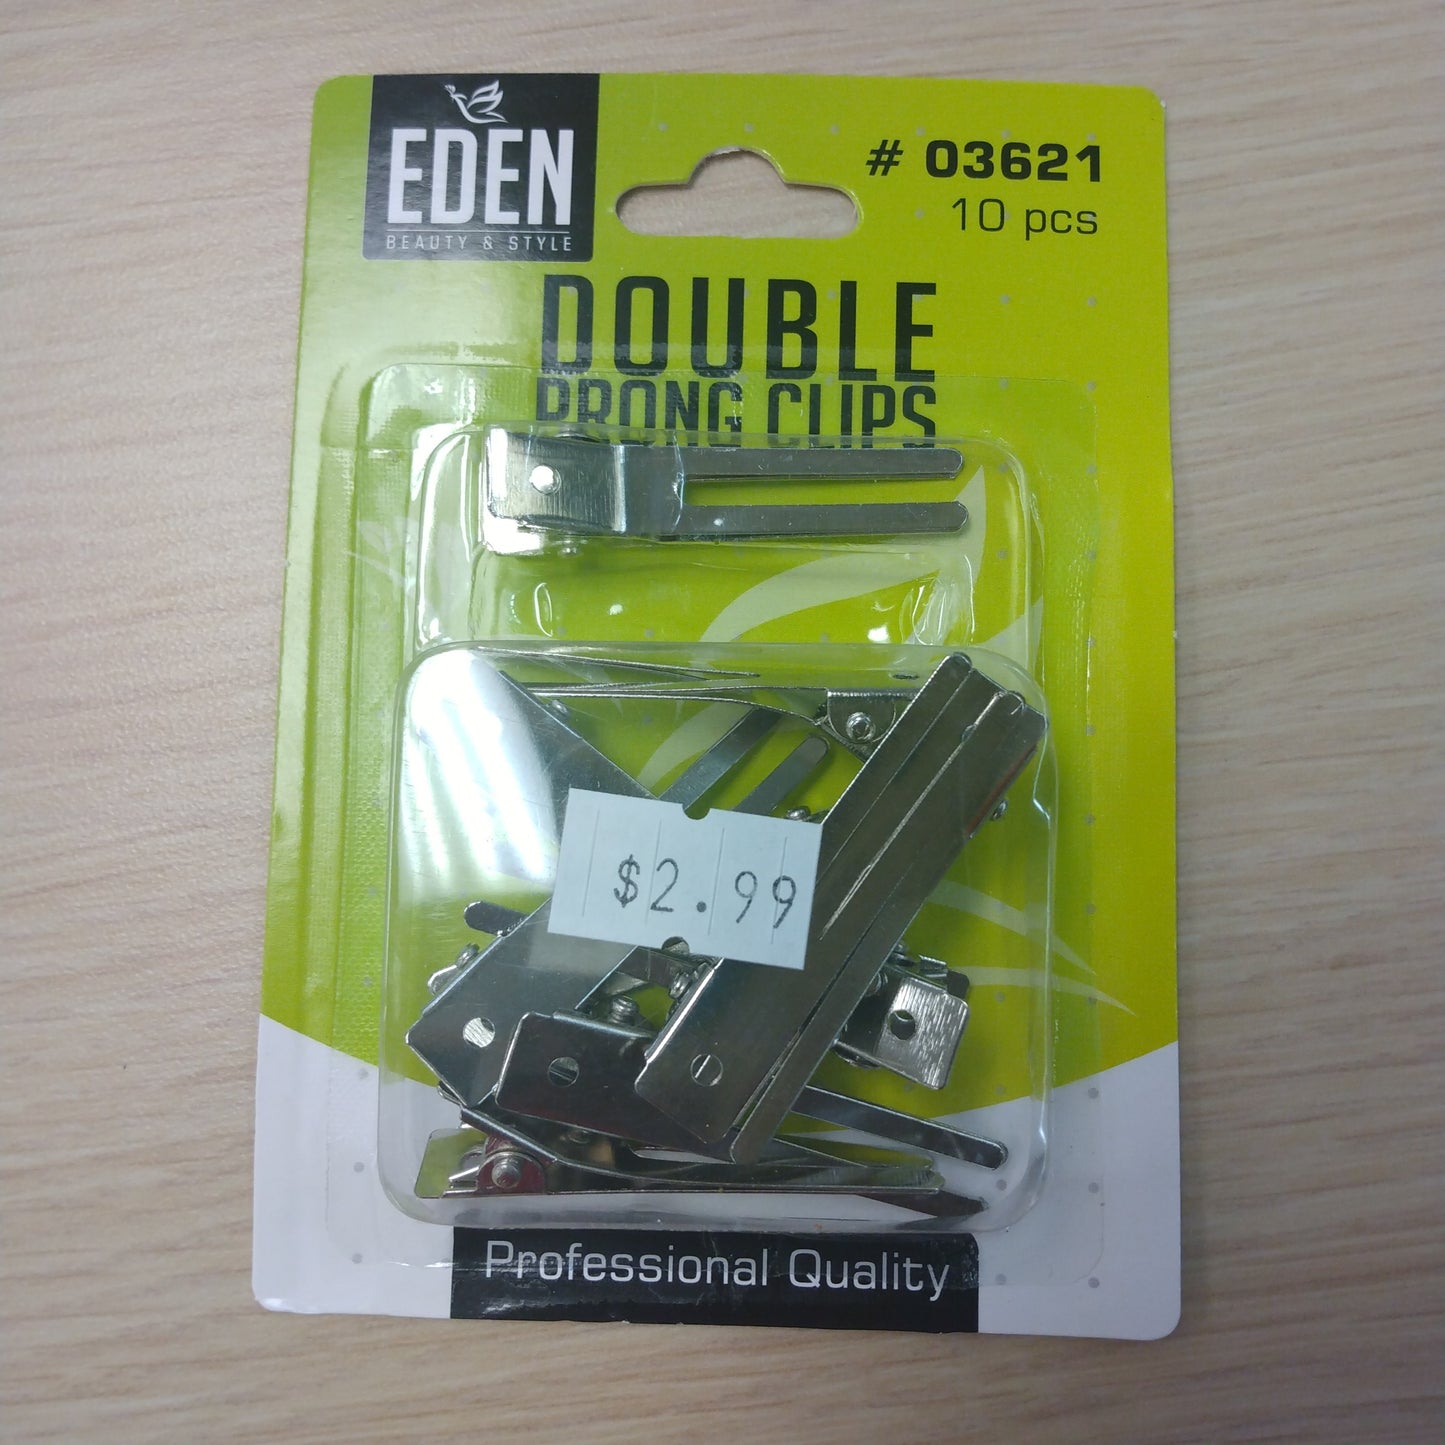 EDEN
BEAUTY & STYLE
# 03621
10 pcs
DOUBLE
PRONG CLIPS
$2.99
Professional Quality